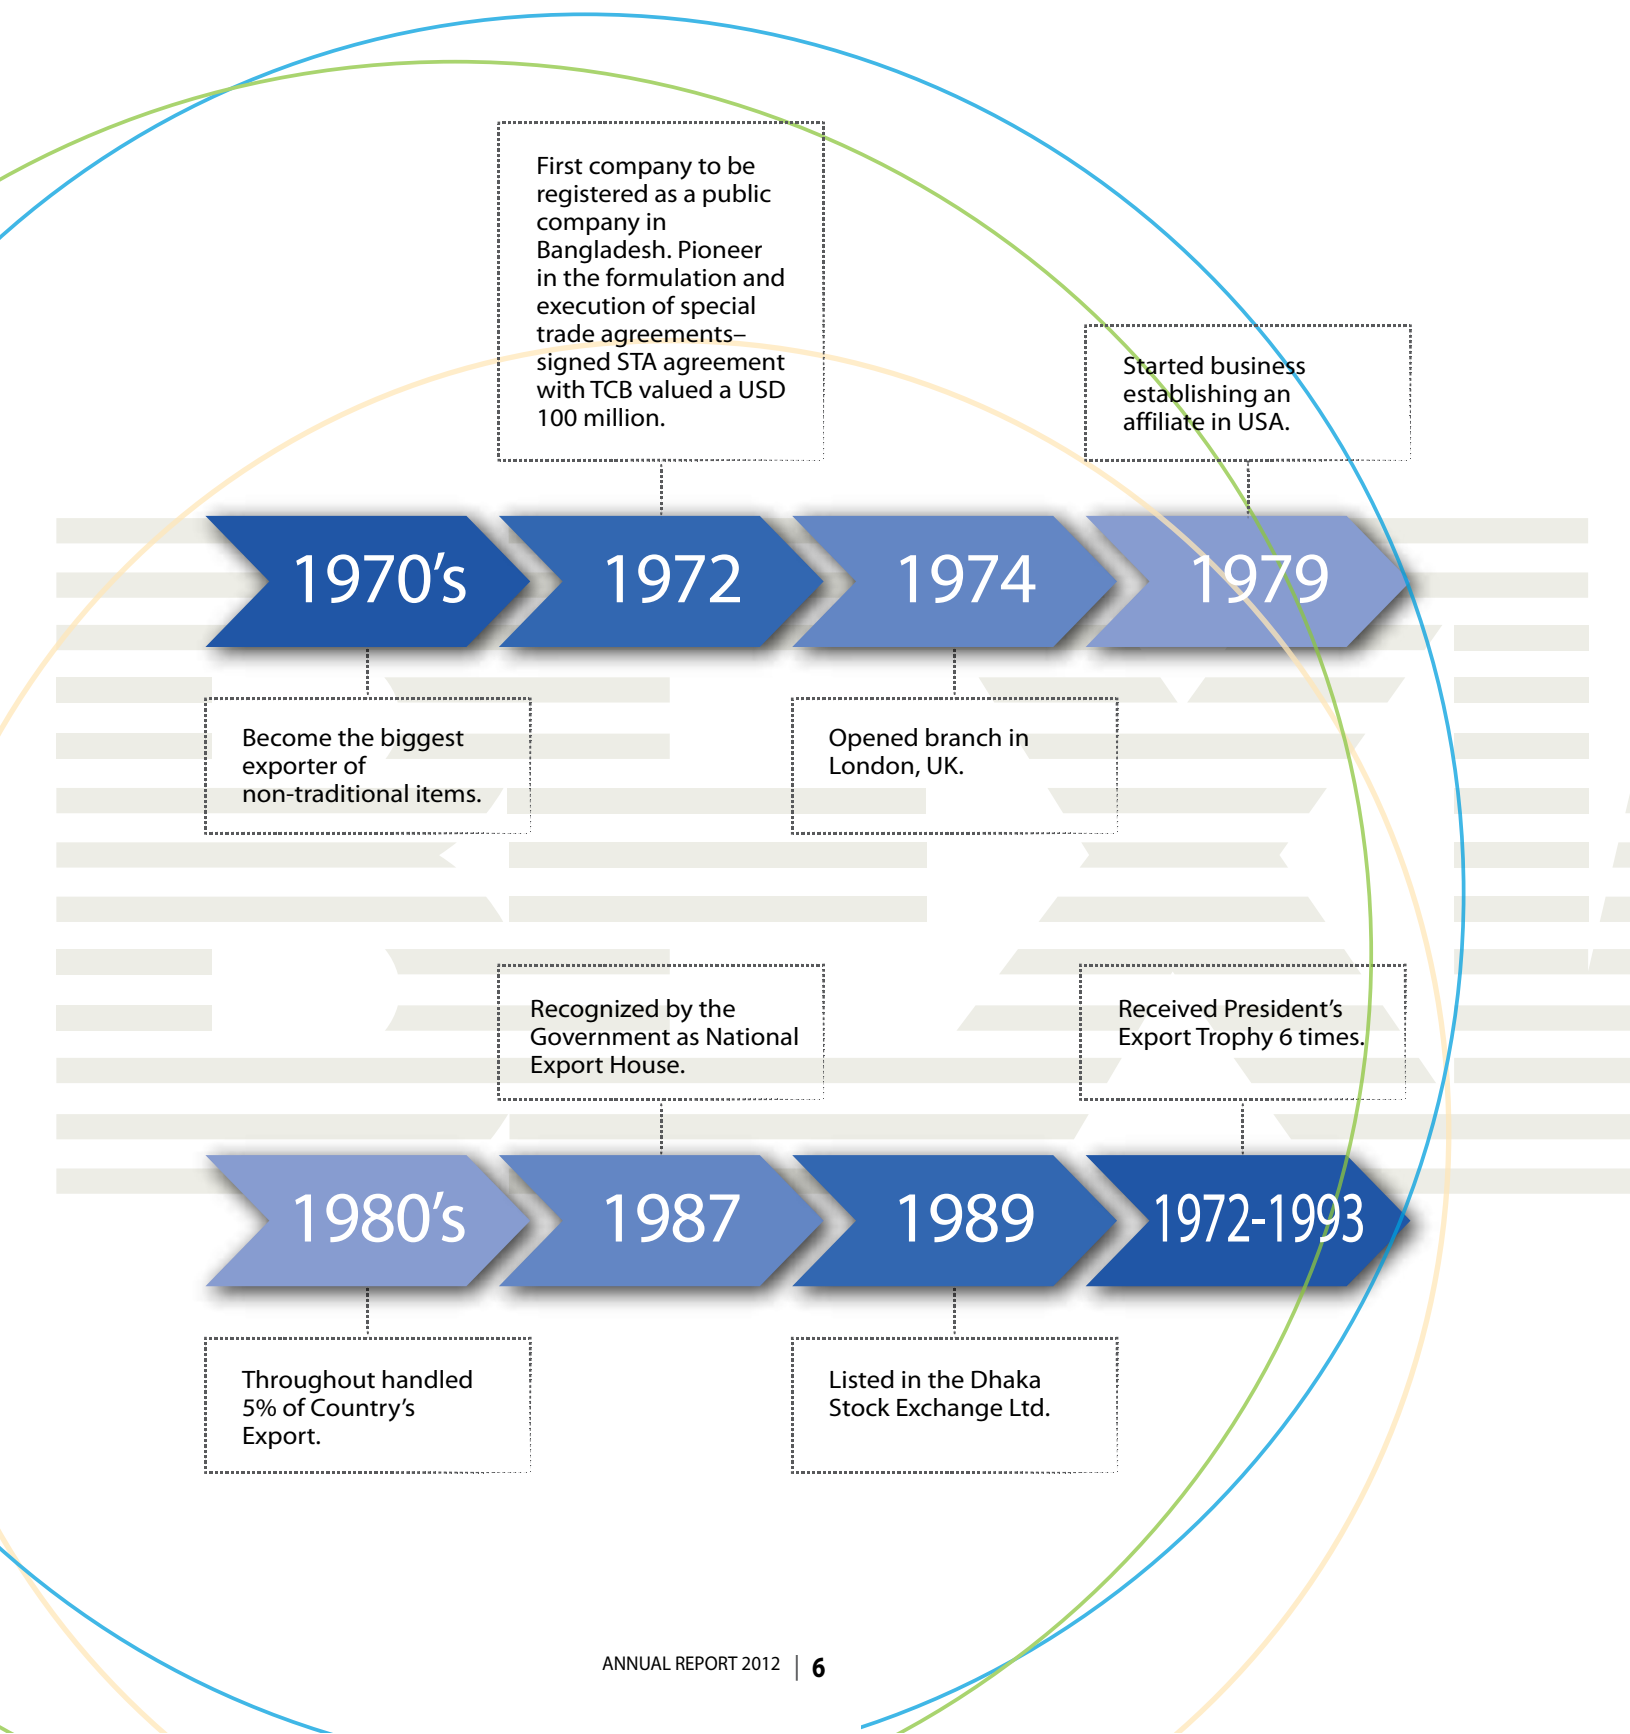 First company to be
registered as a public
company in
Bangladesh. Pioneer
in the formulation and
execution of special
trade agreements–
signed STA agreement
with TCB valued a USD
100 million.
Started business
establishing an
affiliate in USA.
1970’s
1972
1974
1979
Become the biggest
exporter of
non-traditional items.
Opened branch in
London, UK.
Recognized by the
Government as National
Export House.
Received President’s
Export Trophy 6 times.
1980’s
1987
1989
1972-1993
Throughout handled
5% of Country’s
Export.
Listed in the Dhaka
Stock Exchange Ltd.
ANNUAL REPORT 2012 | 6